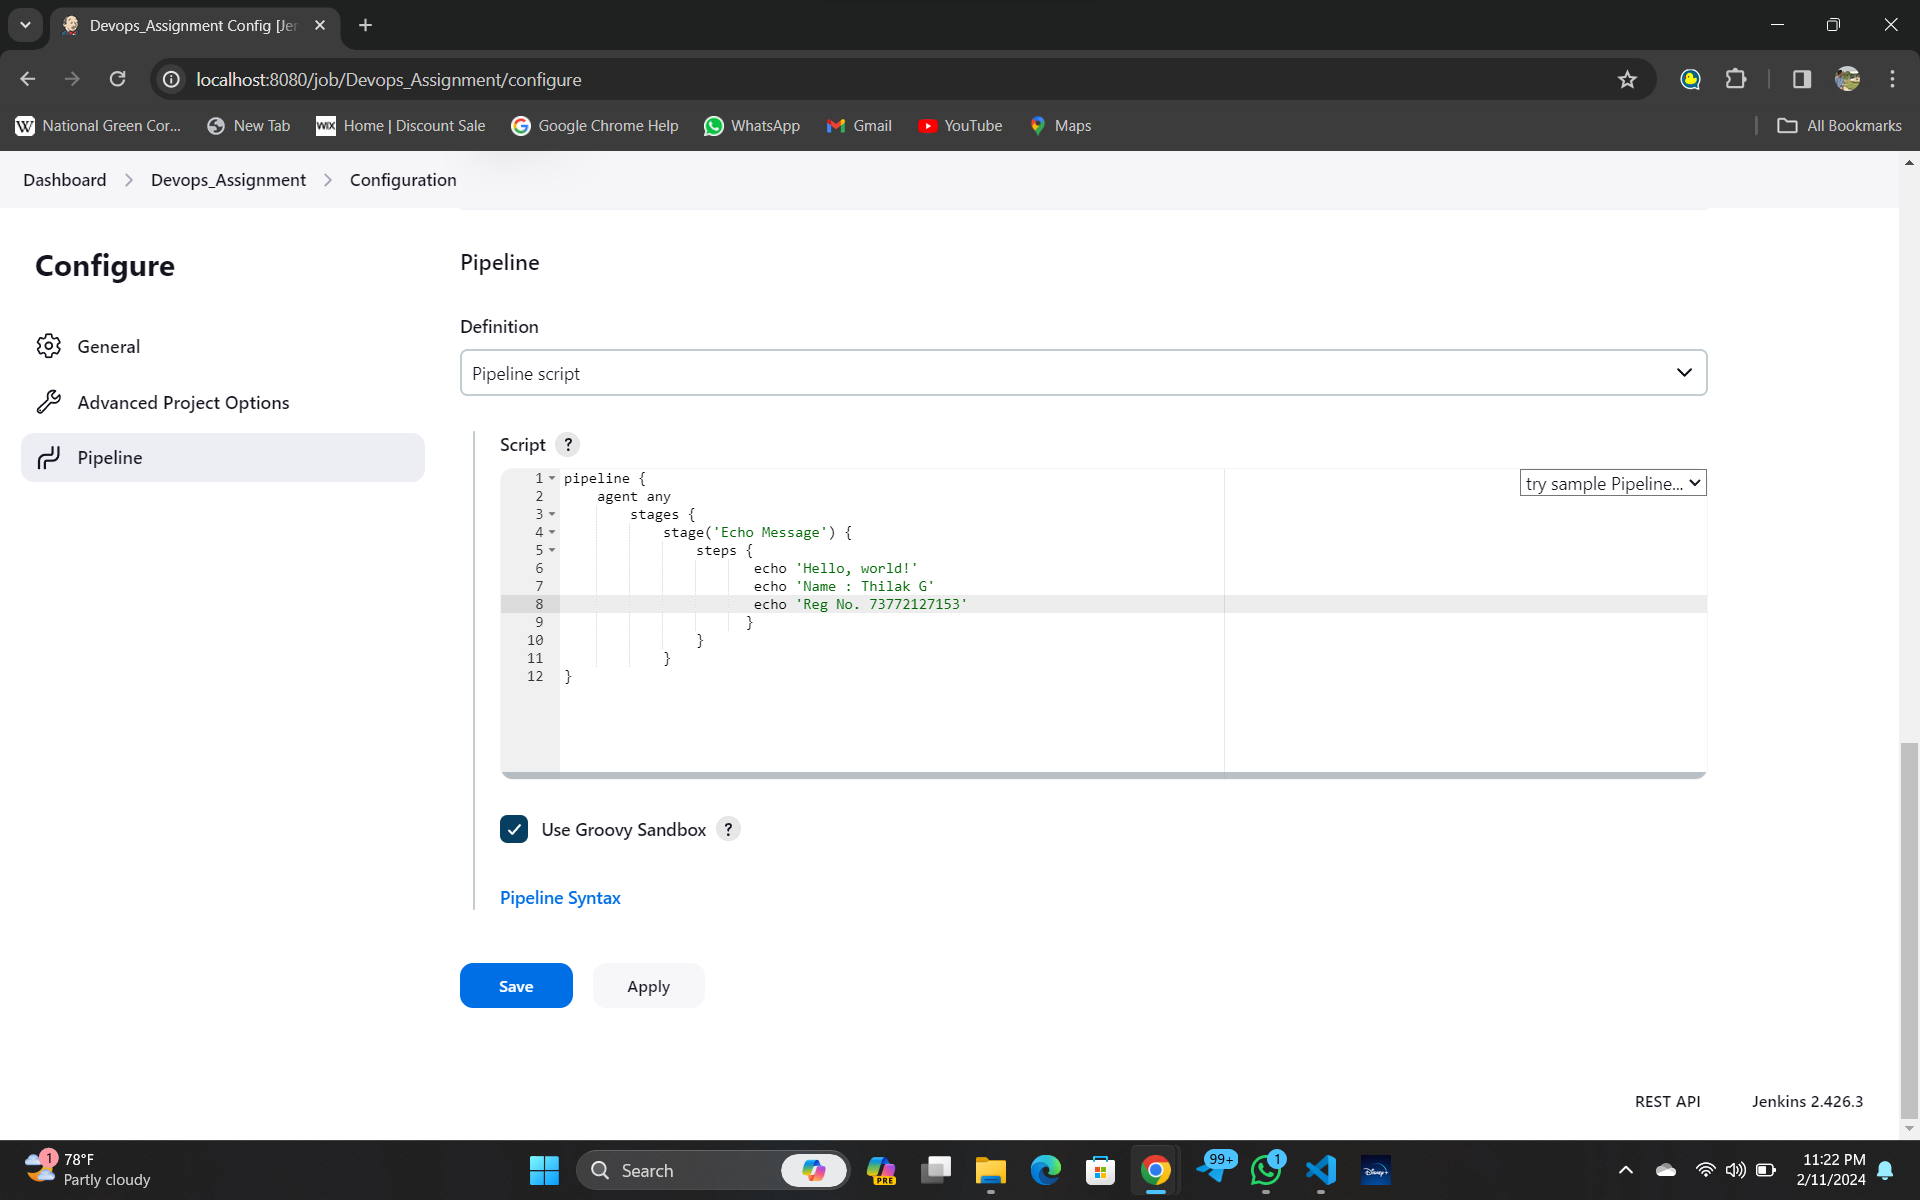 Devops_Assignment Config [Jen
localhost:8080/job/Devops_Assignment/configure
National Green Cor...
New Tab
WIX
Home | Discount Sale
Google Chrome Help
WhatsApp
Gmail
YouTube
Maps
All Bookmarks
Dashboard
Devops_Assignment
Configuration
Configure
General
Advanced Project Options
Pipeline
Pipeline
Definition
Pipeline script
Script ?
try sample Pipeline...
1 pipeline {
2 agent any
3 stages {
4 stage('Echo Message') {
5 steps {
6 echo 'Hello, world!'
7 echo 'Name : Thilak G'
8 echo 'Reg No. 73772127153'
9 }
10 }
11 }
12 }
Use Groovy Sandbox ?
Pipeline Syntax
Save
Apply
REST API
Jenkins 2.426.3
1
78°F
Partly cloudy
Search
PRE
99+
1
Disney+
11:22 PM
2/11/2024